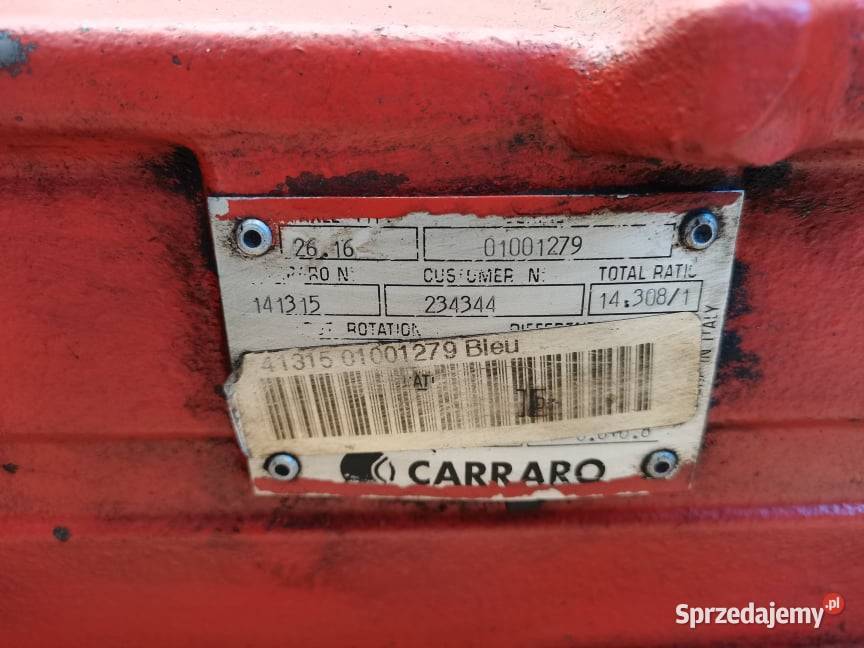 26.16 01001279
CUSTOMER N. TOTAL RATIO
141315 234344 14.308/1
ROTATION
IN ITALY
41315 01001279 Bleu
CARRARO
Sprzedajemy.pl